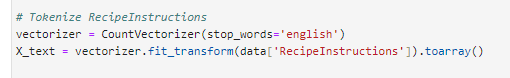 # Tokenize RecipeInstructions
vectorizer = CountVectorizer(stop_words='english')
X_text = vectorizer.fit_transform(data['RecipeInstructions']).toarray()